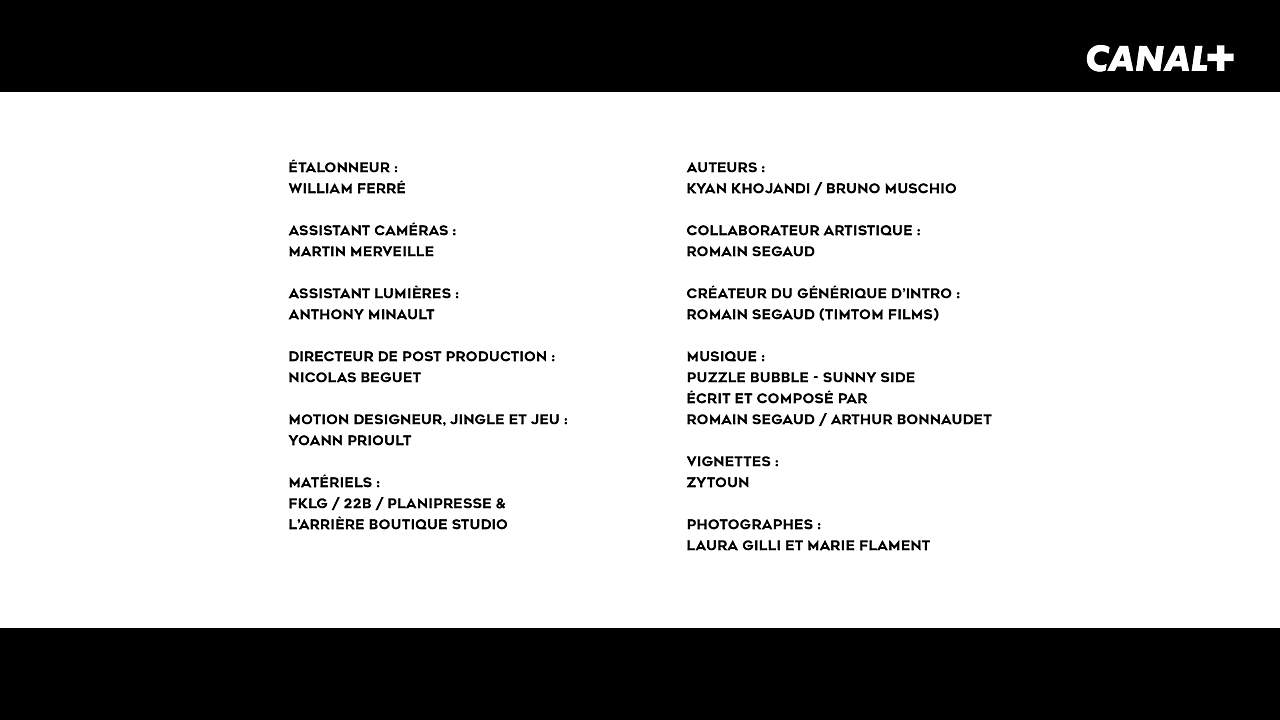 CANAL+
ÉTALONNEUR :
WILLIAM FERRÉ
ASSISTANT CAMÉRAS :
MARTIN MERVEILLE
ASSISTANT LUMIÈRES :
ANTHONY MINAULT
DIRECTEUR DE POST PRODUCTION :
NICOLAS BEGUET
MOTION DESIGNEUR, JINGLE ET JEU :
YOANN PRIOULT
MATÉRIELS :
FKLG / 22B / PLANIPRESSE &
L'ARRIÈRE BOUTIQUE STUDIO
AUTEURS :
KYAN KHOJANDI / BRUNO MUSCHIO
COLLABORATEUR ARTISTIQUE :
ROMAIN SEGAUD
CRÉATEUR DU GÉNÉRIQUE D'INTRO :
ROMAIN SEGAUD (TIMTOM FILMS)
MUSIQUE :
PUZZLE BUBBLE - SUNNY SIDE
ÉCRIT ET COMPOSÉ PAR
ROMAIN SEGAUD / ARTHUR BONNAUDET
VIGNETTES :
ZYTOUN
PHOTOGRAPHES :
LAURA GILLI ET MARIE FLAMENT